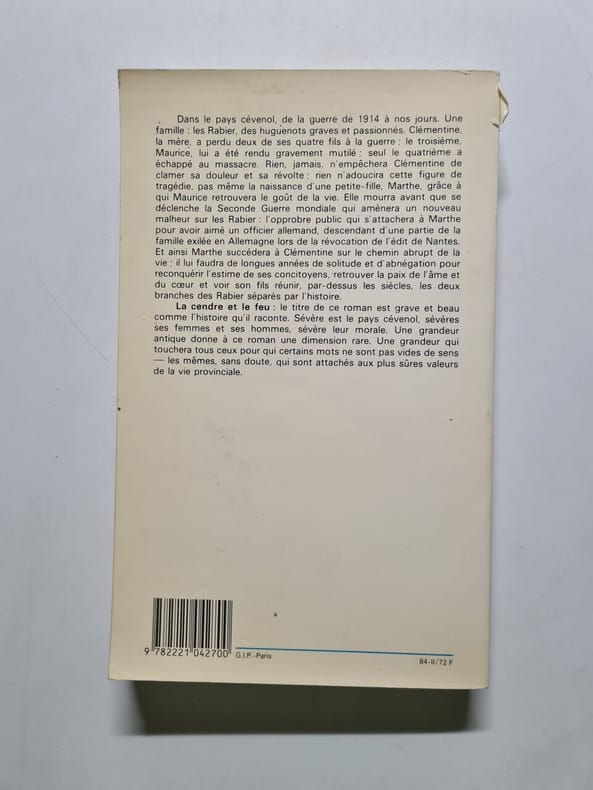 Dans le pays cévenol, de la guerre de 1914 à nos jours. Une
famille : les Rabier, des huguenots graves et passionnés. Clémentine,
la mère, a perdu deux de ses quatre fils à la guerre ; le troisième,
Maurice, lui a été rendu gravement mutilé ; seul le quatrième a
échappé au massacre. Rien, jamais, n'empêchera Clémentine de
clamer sa douleur et sa révolte ; rien n'adoucira cette figure de
tragédie, pas même la naissance d'une petite-fille, Marthe, grâce à
qui Maurice retrouvera le goût de la vie. Elle mourra avant que se
déclenche la Seconde Guerre mondiale qui amènera un nouveau
malheur sur les Rabier : l'opprobre public qui s'attachera à Marthe
pour avoir aimé un officier allemand, descendant d'une partie de la
famille exilée en Allemagne lors de la révocation de l'édit de Nantes.
Et ainsi Marthe succédera à Clémentine sur le chemin abrupt de la
vie ; il lui faudra de longues années de solitude et d'abnégation pour
reconquérir l'estime de ses concitoyens, retrouver la paix de l'âme et
du cœur et voir son fils réunir, par-dessus les siècles, les deux
branches des Rabier séparés par l'histoire.
La cendre et le feu : le titre de ce roman est grave et beau
comme l'histoire qu'il raconte. Sévère est le pays cévenol, sévères
ses femmes et ses hommes, sévère leur morale. Une grandeur
antique donne à ce roman une dimension rare. Une grandeur qui
touchera tous ceux pour qui certains mots ne sont pas vides de sens
— les mêmes, sans doute, qui sont attachés aux plus sûres valeurs
de la vie provinciale.
9 782221 042700
G.I.P.-Paris
84-II/72 F